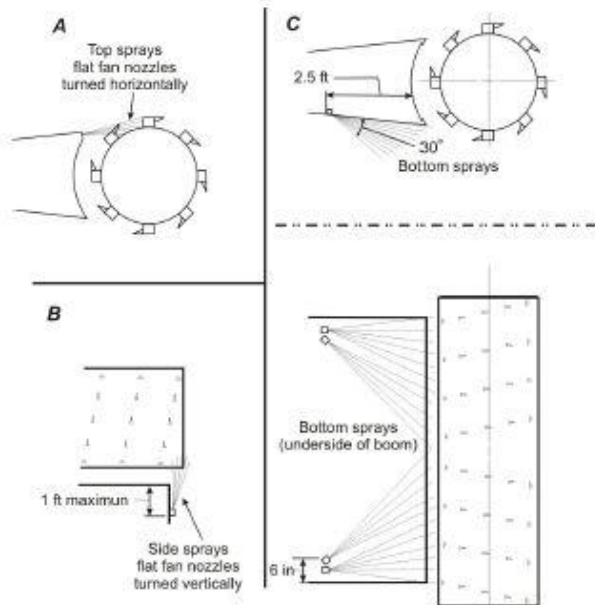 A
Top sprays
flat fan nozzles
turned horizontally
B
1 ft maximun
Side sprays
flat fan nozzles
turned vertically
C
2.5 ft
30°
Bottom sprays
Bottom sprays
(underside of boom)
6 in